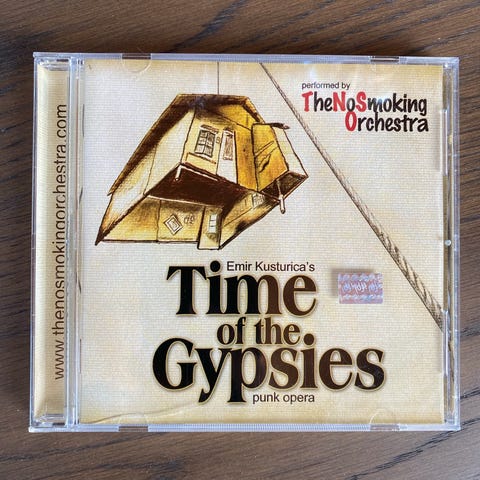 www.thenosmokingorchestra.com
performed by
TheNoSmoking
Orchestra
Emir Kusturica's
Time
of the
Gypsies
punk opera